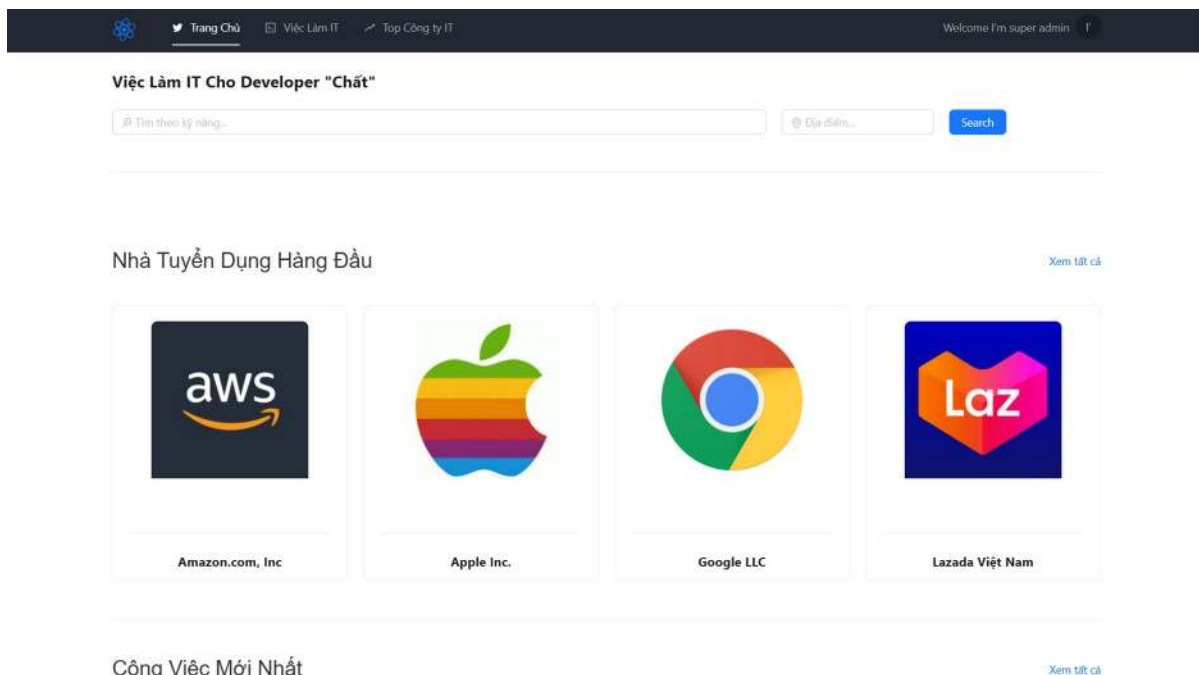 Trang Chủ Việc Làm IT Top Công ty IT Welcome I'm super admin I'
Việc Làm IT Cho Developer "Chất"
Tìm theo kỹ năng... Địa điểm... Search
Nhà Tuyển Dụng Hàng Đầu Xem tất cả
aws Laz
Amazon.com, Inc Apple Inc. Google LLC Lazada Việt Nam
Công Việc Mới Nhất Xem tất cả